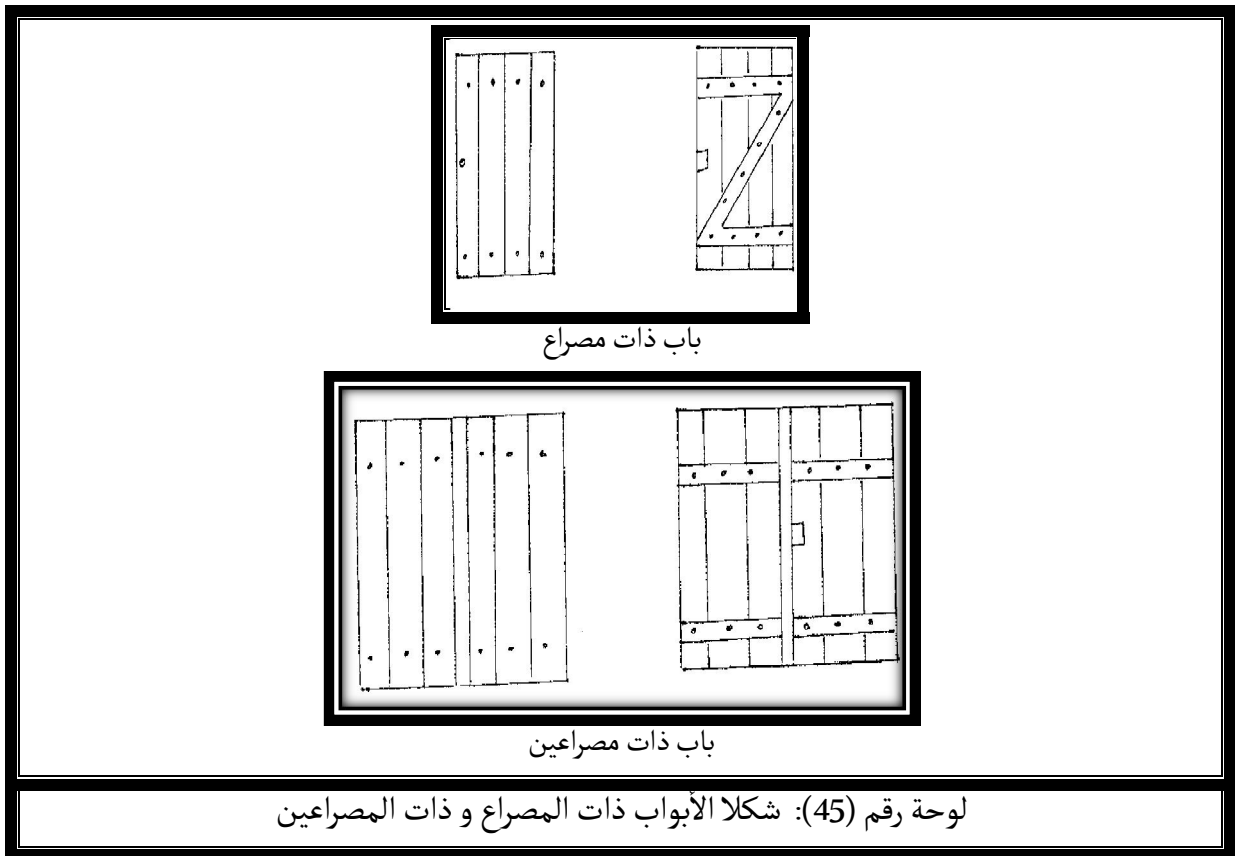 باب ذات مصراع
باب ذات مصراعين
لوحة رقم (45): شكلا الأبواب ذات المصراع و ذات المصراعين